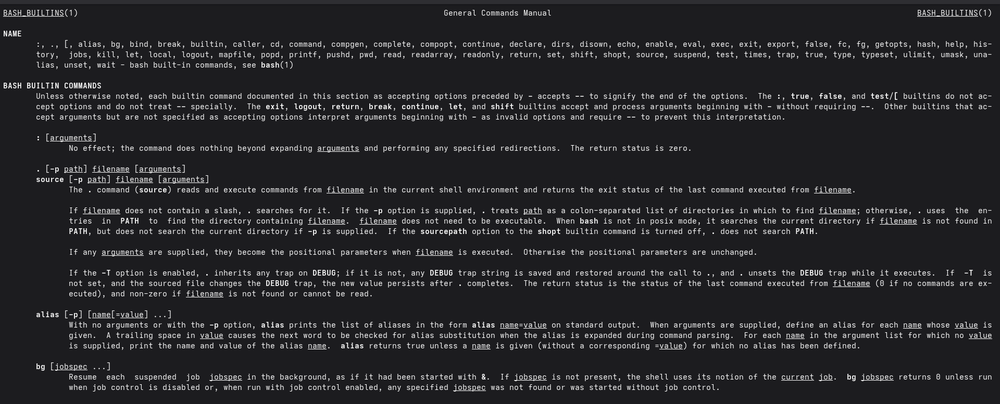 BASH_BUILTINS(1) General Commands Manual BASH_BUILTINS(1)
NAME
:, ., [, alias, bg, bind, break, builtin, caller, cd, command, compgen, complete, compopt, continue, declare, dirs, disown, echo, enable, eval, exec, exit, export, false, fc, fg, getopts, hash, help, his-
tory,  jobs, kill, let, local, logout, mapfile, popd, printf, pushd, pwd, read, readarray, readonly, return, set, shift, shopt, source, suspend, test, times, trap, true, type, typeset, ulimit, umask, una-
lias, unset, wait - bash built-in commands, see bash(1)
BASH BUILTIN COMMANDS
Unless otherwise noted, each builtin command documented in this section as accepting options preceded by - accepts -- to signify the end of the options.  The :, true, false, and test/[ builtins do not ac-
cept options and do not treat -- specially.  The exit, logout, return, break, continue, let, and shift builtins accept and process arguments beginning with - without requiring --.  Other builtins that ac-
cept arguments but are not specified as accepting options interpret arguments beginning with - as invalid options and require -- to prevent this interpretation.
: [arguments]
No effect; the command does nothing beyond expanding arguments and performing any specified redirections.  The return status is zero.
. [-p path] filename [arguments]
source [-p path] filename [arguments]
The . command (source) reads and execute commands from filename in the current shell environment and returns the exit status of the last command executed from filename.
If filename does not contain a slash, . searches for it.  If the -p option is supplied, . treats path as a colon-separated list of directories in which to find filename; otherwise, . uses  the  en-
tries  in  PATH  to  find the directory containing filename.  filename does not need to be executable.  When bash is not in posix mode, it searches the current directory if filename is not found in
PATH, but does not search the current directory if -p is supplied.  If the sourcepath option to the shopt builtin command is turned off, . does not search PATH.
If any arguments are supplied, they become the positional parameters when filename is executed.  Otherwise the positional parameters are unchanged.
If the -T option is enabled, . inherits any trap on DEBUG; if it is not, any DEBUG trap string is saved and restored around the call to ., and . unsets the DEBUG trap while it executes.  If  -T  is
not set, and the sourced file changes the DEBUG trap, the new value persists after . completes.  The return status is the status of the last command executed from filename (0 if no commands are ex-
ecuted), and non-zero if filename is not found or cannot be read.
alias [-p] [name[=value] ...]
With no arguments or with the -p option, alias prints the list of aliases in the form alias name=value on standard output.  When arguments are supplied, define an alias for each name whose value is
given.  A trailing space in value causes the next word to be checked for alias substitution when the alias is expanded during command parsing.  For each name in the argument list for which no value
is supplied, print the name and value of the alias name.  alias returns true unless a name is given (without a corresponding =value) for which no alias has been defined.
bg [jobspec ...]
Resume  each  suspended  job  jobspec in the background, as if it had been started with &.  If jobspec is not present, the shell uses its notion of the current job.  bg jobspec returns 0 unless run
when job control is disabled or, when run with job control enabled, any specified jobspec was not found or was started without job control.